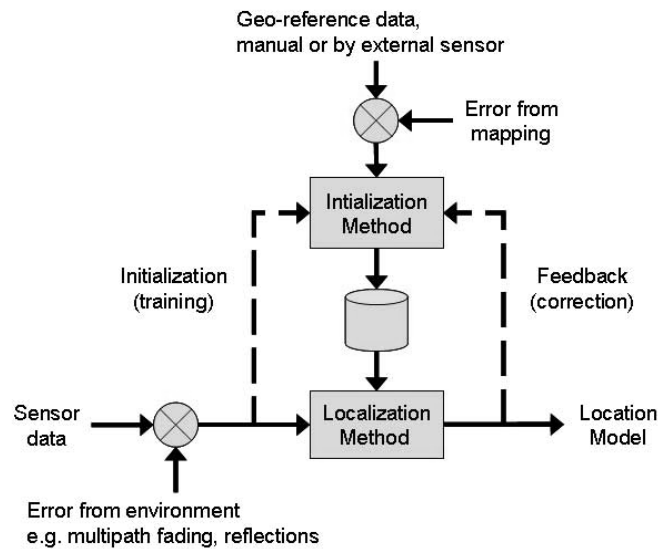 Geo-reference data,
manual or by external sensor
Error from
mapping
Intialization
Method
Initialization
(training)
Feedback
(correction)
Sensor
data
Localization
Method
Location
Model
Error from environment
e.g. multipath fading, reflections